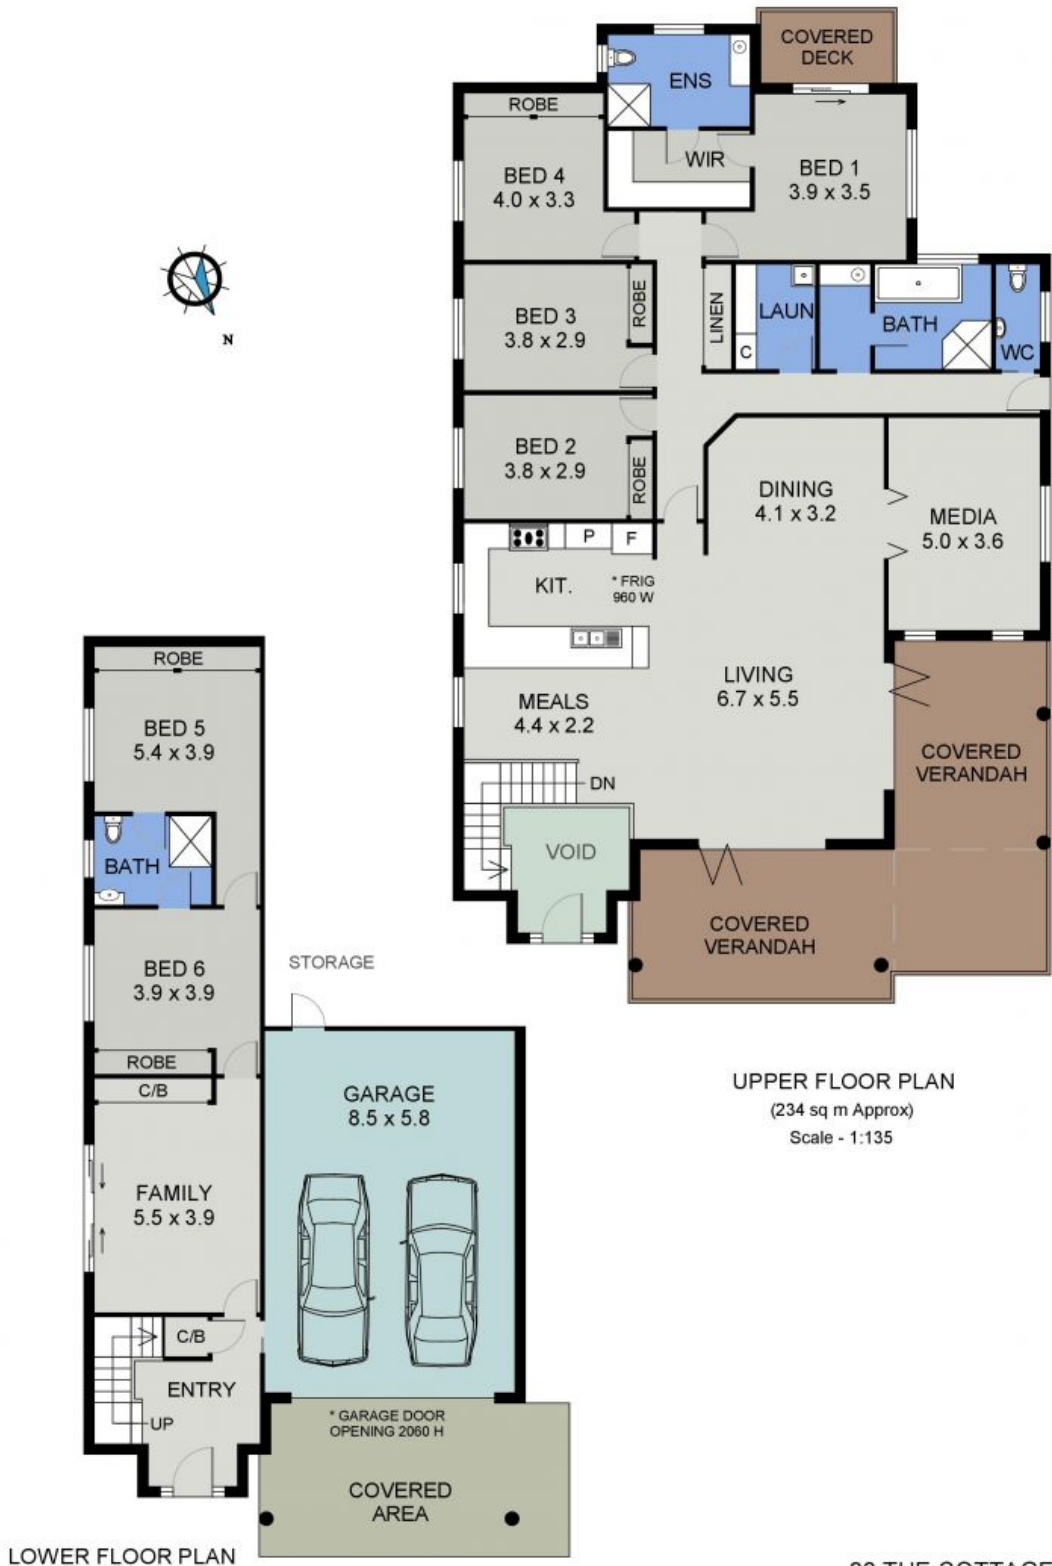 COVERED
DECK
ENS
ROBE
WIR
BED 4
4.0 x 3.3
BED 1
3.9 x 3.5
N
BED 3
3.8 x 2.9
ROBE
LINEN
LAUN
C
BATH
WC
BED 2
3.8 x 2.9
ROBE
DINING
4.1 x 3.2
MEDIA
5.0 x 3.6
P
F
KIT.
* FRIG
960 W
LIVING
6.7 x 5.5
MEALS
4.4 x 2.2
COVERED
VERANDAH
DN
VOID
COVERED
VERANDAH
UPPER FLOOR PLAN
(234 sq m Approx)
Scale - 1:135
ROBE
BED 5
5.4 x 3.9
BATH
BED 6
3.9 x 3.9
STORAGE
ROBE
C/B
GARAGE
8.5 x 5.8
FAMILY
5.5 x 3.9
C/B
ENTRY
UP
* GARAGE DOOR
OPENING 2060 H
COVERED
AREA
LOWER FLOOR PLAN
THE COTTAGE